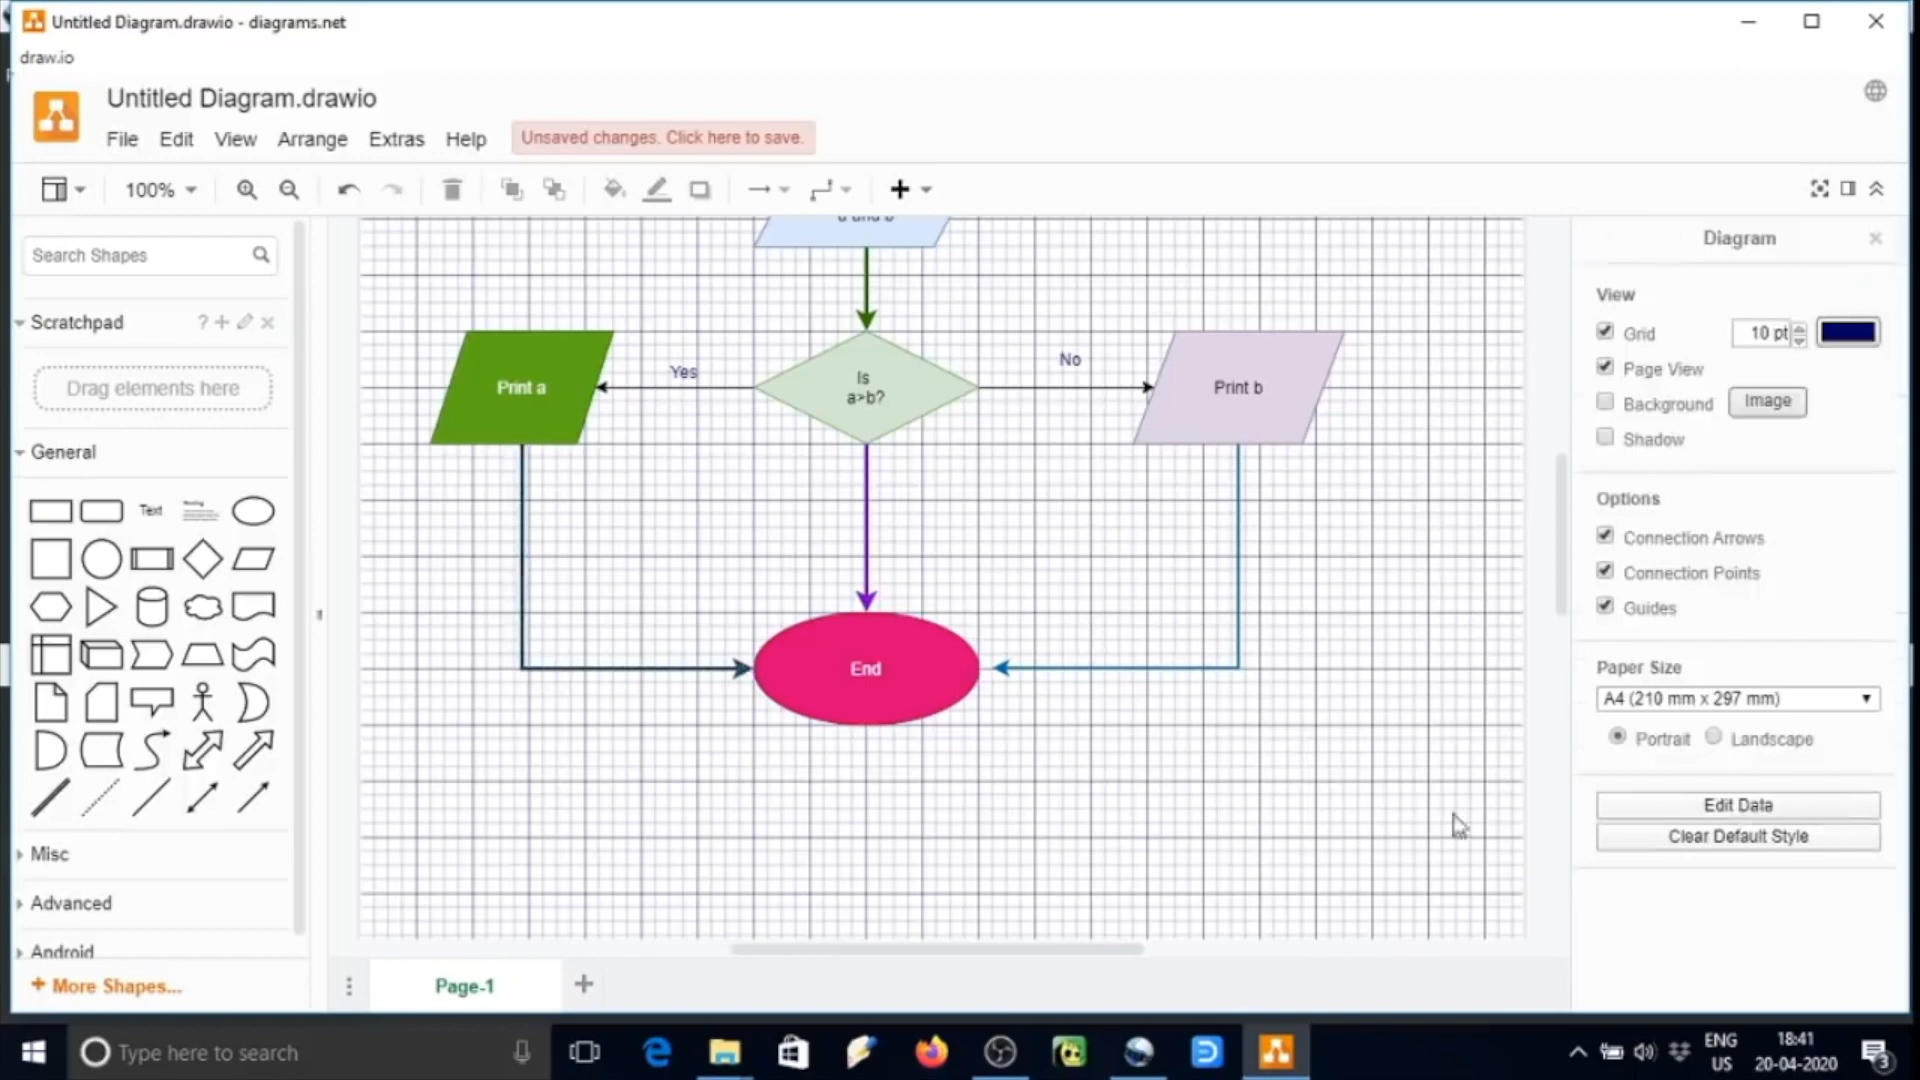 Untitled Diagram.drawio - diagrams.net
draw.io
Untitled Diagram.drawio
File Edit View Arrange Extras Help Unsaved changes. Click here to save.
100%
Search Shapes
Scratchpad ?
Drag elements here
General
Text
Misc
Advanced
Android
+ More Shapes...
a and b
Is
a>b?
Yes
No
Print a
Print b
End
Page-1
Diagram
View
Grid 10 pt
Page View
Background Image
Shadow
Options
Connection Arrows
Connection Points
Guides
Paper Size
A4 (210 mm x 297 mm)
Portrait Landscape
Edit Data
Clear Default Style
Type here to search
ENG
US
18:41
20-04-2020
3